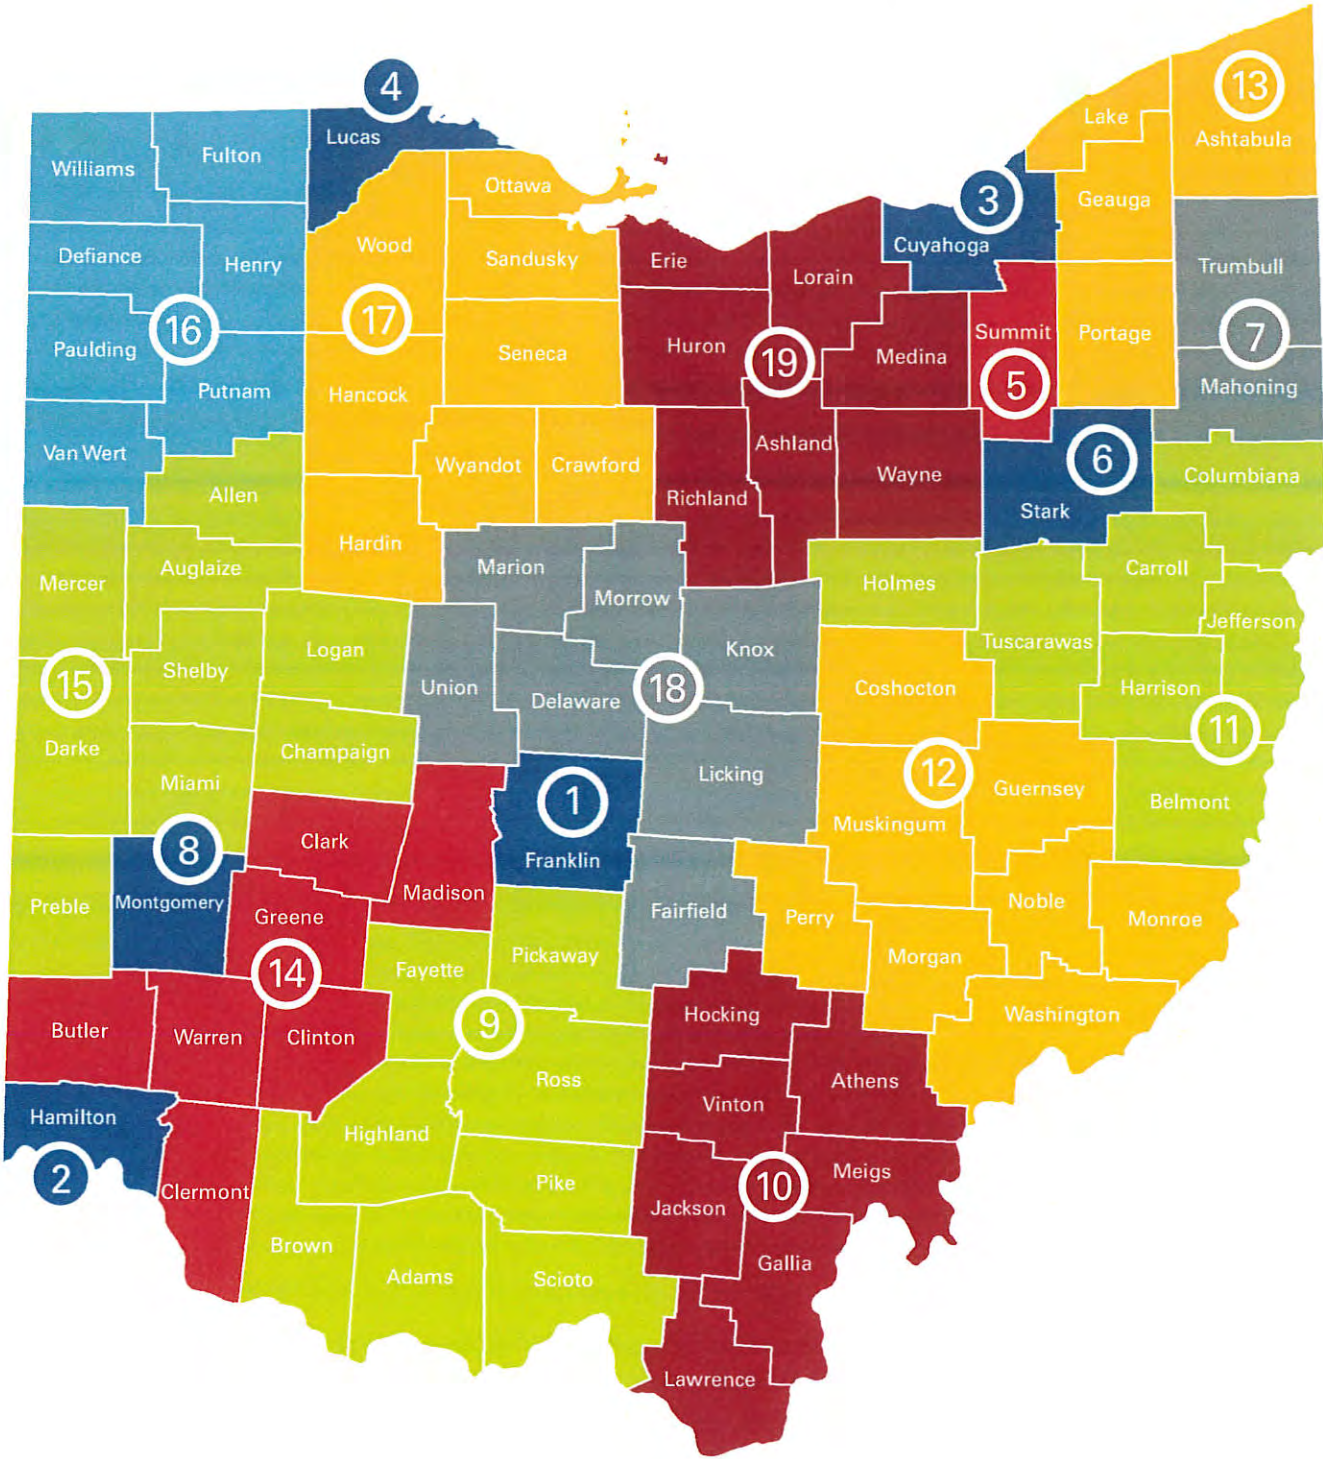 4
13
Lake
Ashtabula
Lucas
Fulton
Williams
Ottawa
3
Geauga
Cuyahoga
Wood
Defiance
Henry
Sandusky
Erie
Lorain
Trumbull
16
17
Paulding
Seneca
Huron
19
Medina
Summit
Portage
7
5
Mahoning
Putnam
Hancock
Van Wert
Wyandot
Crawford
Ashland
Wayne
6
Columbiana
Allen
Richland
Stark
Hardin
Mercer
Auglaize
Marion
Morrow
Holmes
Carroll
Jefferson
Logan
Knox
Tuscarawas
15
Shelby
Union
Delaware
18
Coshocton
Harrison
11
Darke
Champaign
Miami
Licking
12
Guernsey
Belmont
1
Muskingum
8
Clark
Franklin
Preble
Montgomery
Madison
Greene
Fairfield
Perry
Noble
Monroe
14
Fayette
Pickaway
Morgan
Butler
Warren
Clinton
9
Hocking
Washington
Ross
Athens
Hamilton
Vinton
Highland
2
Clermont
Pike
10
Meigs
Jackson
Brown
Adams
Scioto
Gallia
Lawrence